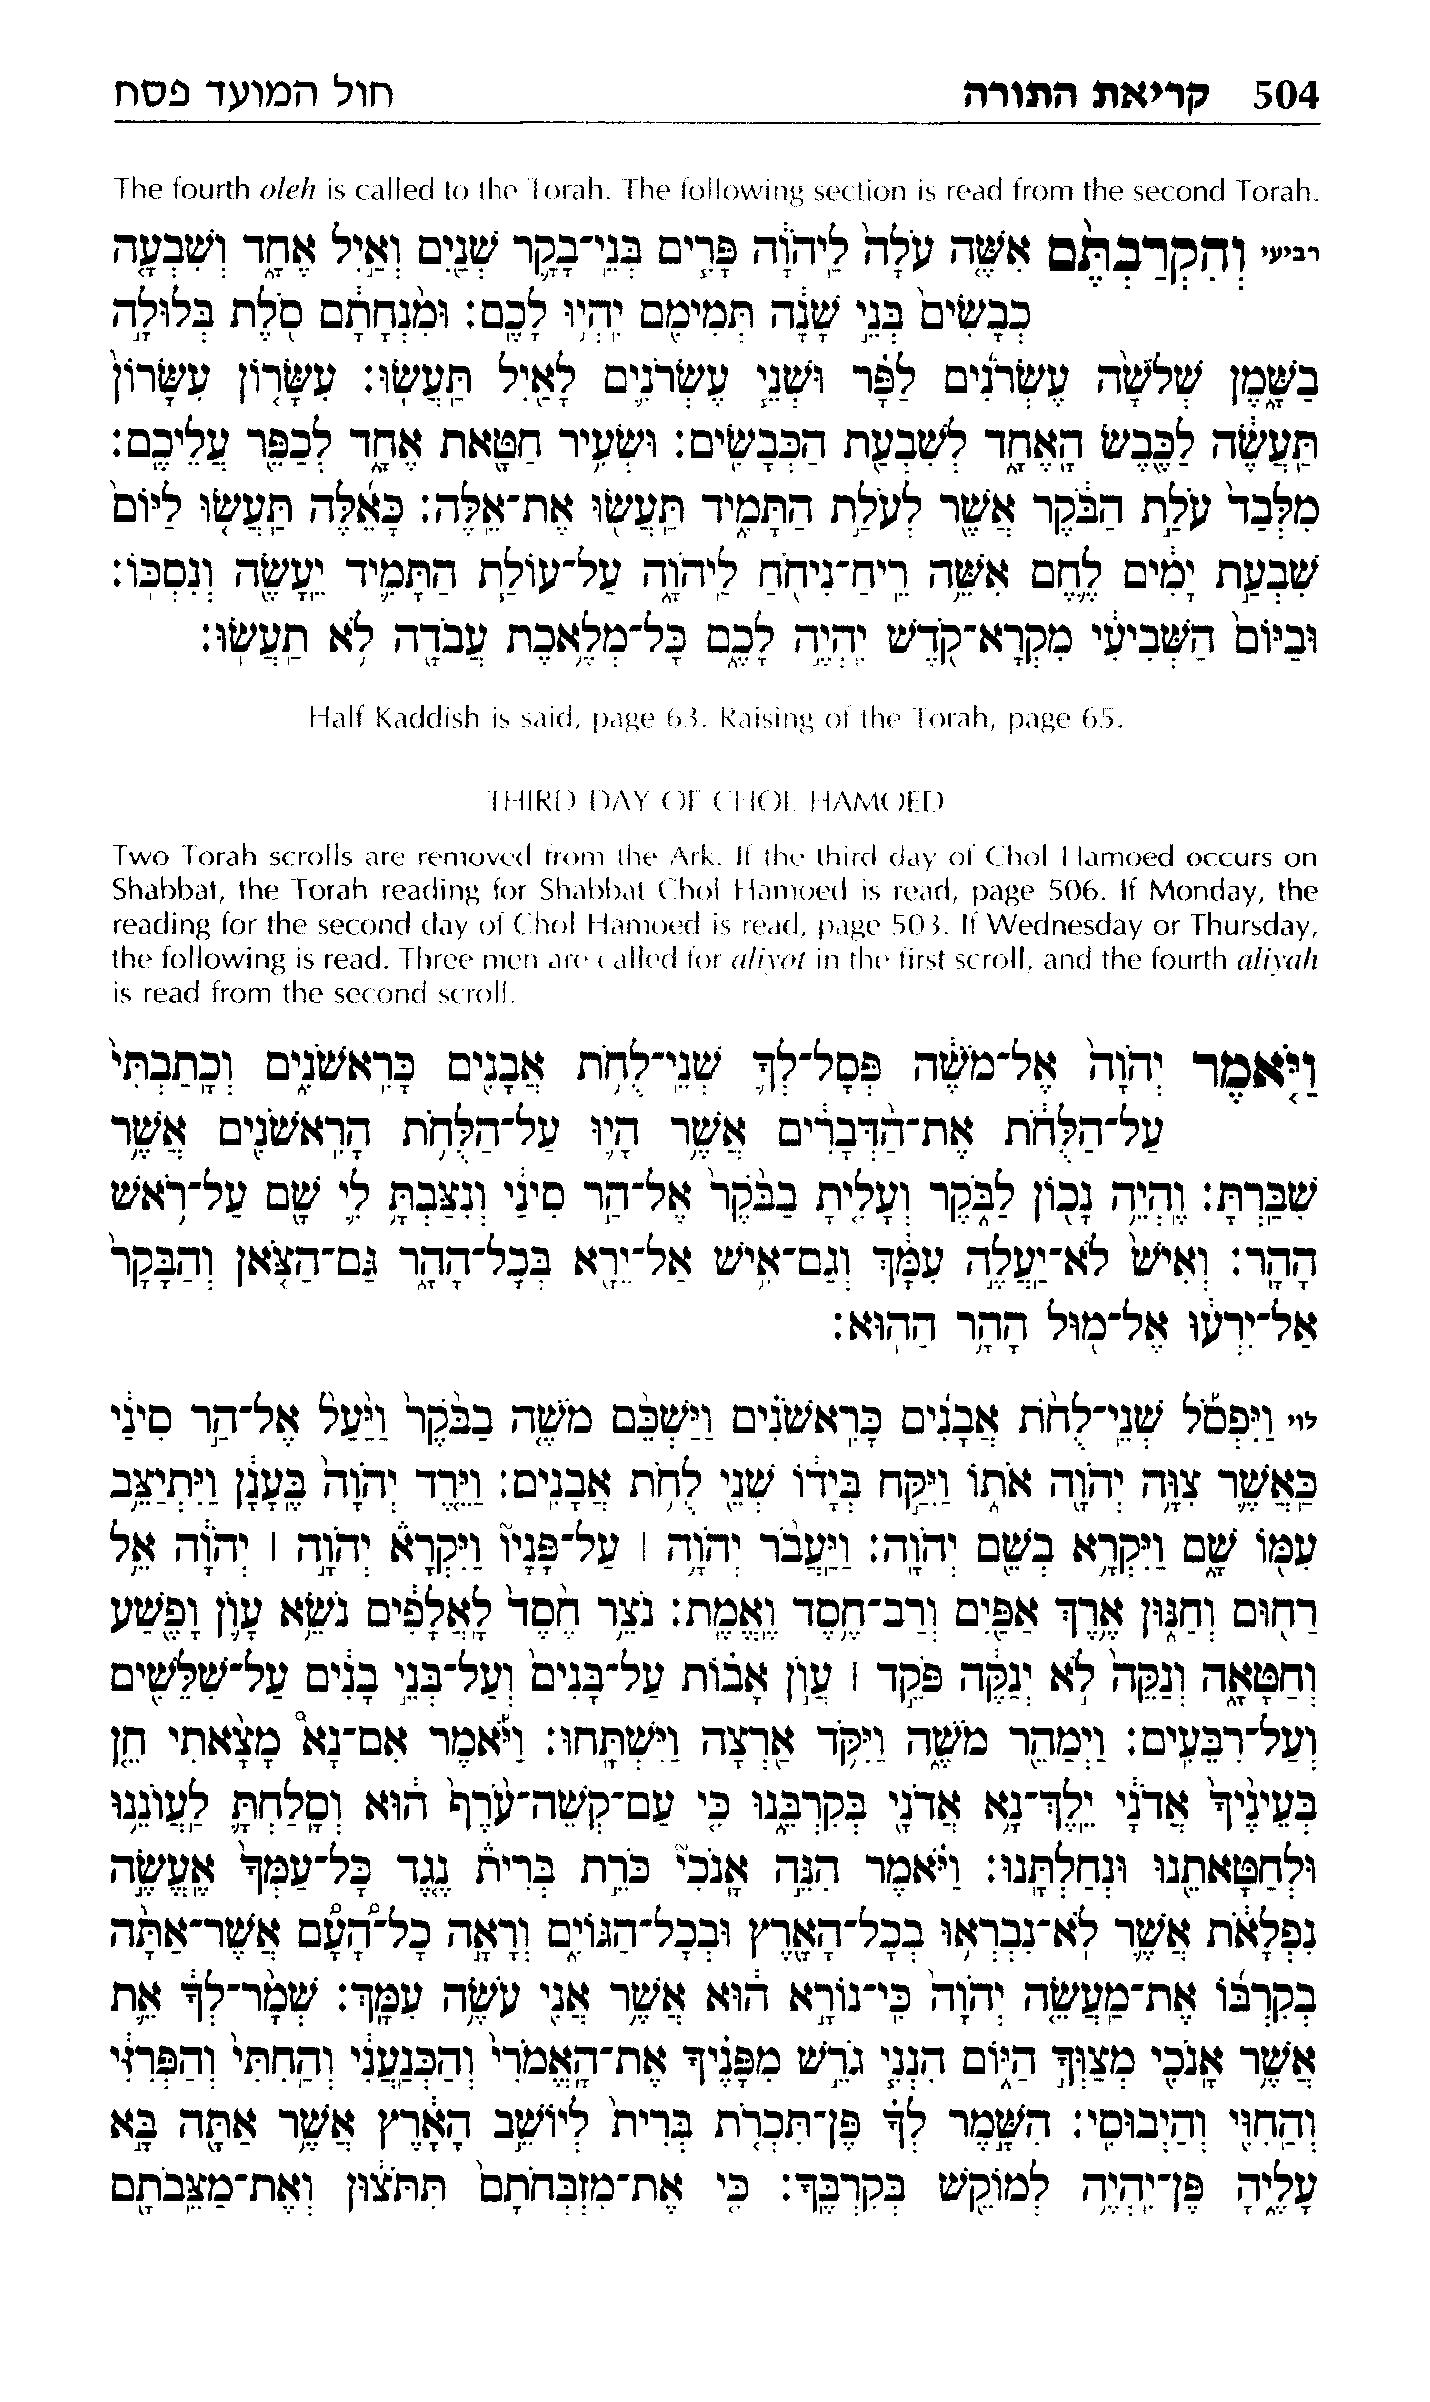 504 קריאת התורה חול המועד פסח
The fourth oleh is called to the Torah. The following section is read from the second Torah.
רביעי וְהִקְרַבְתֶּ֨ם אִשֶּׁ֤ה עֹלָה֙ לַֽיהוָֹ֔ה פָּרִ֧ים בְּנֵֽי־בָקָ֛ר שְׁנַ֖יִם וְאַ֣יִל אֶחָ֑ד וְשִׁבְעָ֤ה
כְבָשִׂים֙ בְּנֵ֣י שָׁנָ֔ה תְּמִימִ֖ם יִֽהְי֥וּ לָכֶֽם: וּמִ֨נְחָתָ֔ם סֹ֖לֶת בְּלוּלָ֣ה
בַשָּׁ֑מֶן שְׁלֹשָׁ֨ה עֶשְׂרֹנִ֜ים לַפָּ֗ר וּשְׁנֵ֧י עֶשְׂרֹנִ֛ים לָאַ֖יִל תַּֽעֲשֽׂוּ: עִשָּׂר֤וֹן עִשָּׂרוֹן֙
תַּֽעֲשֶׂ֔ה לַכֶּ֖בֶשׂ הָֽאֶחָ֑ד לְשִׁבְעַ֖ת הַכְּבָשִֽׂים: וּשְׂעִ֥יר חַטָּ֖את אֶחָ֑ד לְכַפֵּ֖ר עֲלֵיכֶֽם:
מִלְּבַד֙ עֹלַ֣ת הַבֹּ֔קֶר אֲשֶׁ֖ר לְעֹלַ֣ת הַתָּמִ֑יד תַּֽעֲשׂ֖וּ אֶת־אֵֽלֶּה: כָּאֵ֜לֶּה תַּֽעֲשׂ֤וּ לַיּוֹם֙
שִׁבְעַ֣ת יָמִ֔ים לֶ֛חֶם אִשֵּׁ֥ה רֵֽיחַ־נִיחֹ֖חַ לַֽיהוָֹ֑ה עַל־עוֹלַ֧ת הַתָּמִ֛יד יֵֽעָשֶׂ֖ה וְנִסְכּֽוֹ:
וּבַיּוֹם֙ הַשְּׁבִיעִ֔י מִקְרָא־קֹ֖דֶשׁ יִֽהְיֶ֣ה לָכֶ֑ם כָּל־מְלֶ֥אכֶת עֲבֹדָ֖ה לֹ֥א תַֽעֲשֽׂוּ:
Half Kaddish is said, page 63. Raising of the Torah, page 65.
THIRD DAY OF CHOL HAMOED
Two Torah scrolls are removed from the Ark. If the third day of Chol Hamoed occurs on
Shabbat, the Torah reading for Shabbat Chol Hamoed is read, page 506. If Monday, the
reading for the second day of Chol Hamoed is read, page 503. If Wednesday or Thursday,
the following is read. Three men are called for aliyot in the first scroll, and the fourth aliyah
is read from the second scroll.
וַיֹּ֤אמֶר יְהוָֹה֙ אֶל־מֹשֶׁ֔ה פְּסָל־לְךָ֛ שְׁנֵֽי־לֻחֹ֥ת אֲבָנִ֖ים כָּרִֽאשֹׁנִ֑ים וְכָֽתַבְתִּי֙
עַל־הַלֻּחֹ֔ת אֶת־הַ֨דְּבָרִ֔ים אֲשֶׁ֥ר הָי֛וּ עַל־הַלֻּחֹ֥ת הָרִֽאשֹׁנִ֖ים אֲשֶׁ֥ר
שִׁבַּֽרְתָּ: וֶֽהְיֵ֥ה נָכ֖וֹן לַבֹּ֑קֶר וְעָלִ֤יתָ בַבֹּ֨קֶר֙ אֶל־הַ֣ר סִינַ֔י וְנִצַּבְתָּ֥ לִ֛י שָׁ֖ם עַל־רֹ֥אשׁ
הָהָֽר: וְאִישׁ֙ לֹא־יַֽעֲלֶ֣ה עִמָּ֔ךְ וְגַם־אִ֥ישׁ אַל־יֵרָ֖א בְּכָל־הָהָ֑ר גַּם־הַצֹּ֤אן וְהַבָּקָר֙
אַל־יִרְע֔וּ אֶל־מ֖וּל הָהָ֥ר הַהֽוּא:
לוי וַיִּפְסֹ֡ל שְׁנֵֽי־לֻחֹ֨ת אֲבָנִ֜ים כָּרִֽאשֹׁנִ֗ים וַיַּשְׁכֵּ֨ם מֹשֶׁ֤ה בַבֹּ֨קֶר֙ וַיַּ֨עַל֙ אֶל־הַ֣ר סִינַ֔י
כַּֽאֲשֶׁ֛ר צִוָּ֥ה יְהוָֹ֖ה אֹת֑וֹ וַיִּקַּ֣ח בְּיָד֔וֹ שְׁנֵ֖י לֻחֹ֥ת אֲבָנִֽים: וַיֵּ֤רֶד יְהוָֹה֙ בֶּֽעָנָ֔ן וַיִּתְיַצֵּ֥ב
עִמּ֖וֹ שָׁ֑ם וַיִּקְרָ֥א בְשֵׁ֖ם יְהוָֹֽה: וַיַּֽעֲבֹ֨ר יְהוָֹ֥ה ׀ עַל־פָּנָיו֮ וַיִּקְרָא֒ יְהוָֹ֣ה ׀ יְהוָֹ֔ה אֵ֥ל
רַח֖וּם וְחַנּ֑וּן אֶ֥רֶךְ אַפַּ֖יִם וְרַב־חֶ֥סֶד וֶֽאֱמֶֽת: נֹצֵ֥ר חֶ֨סֶד֙ לָֽאֲלָפִ֔ים נֹשֵׂ֥א עָוֹ֛ן וָפֶ֖שַׁע
וְחַטָּאָ֑ה וְנַקֵּה֙ לֹ֣א יְנַקֶּ֔ה פֹּקֵ֣ד ׀ עֲוֹ֣ן אָב֗וֹת עַל־בָּנִים֙ וְעַל־בְּנֵ֣י בָנִ֔ים עַל־שִׁלֵּשִׁ֖ים
וְעַל־רִבֵּעִֽים: וַיְמַהֵ֖ר מֹשֶׁ֑ה וַיִּקֹּ֥ד אַ֖רְצָה וַיִּשְׁתָּֽחוּ: וַיֹּ֡אמֶר אִם־נָא֩ מָצָ֨אתִי חֵ֤ן
בְּעֵינֶ֨יךָ֙ אֲדֹנָ֔י יֵֽלֶךְ־נָ֥א אֲדֹנָ֖י בְּקִרְבֵּ֑נוּ כִּ֤י עַם־קְשֵׁה־עֹ֨רֶף֙ ה֔וּא וְסָֽלַחְתָּ֛ לַֽעֲוֹנֵ֥נוּ
וּלְחַטָּאתֵ֖נוּ וּנְחַלְתָּֽנוּ: וַיֹּ֗אמֶר הִנֵּ֣ה אָֽנֹכִי֮ כֹּרֵ֣ת בְּרִית֒ נֶ֤גֶד כָּֽל־עַמְּךָ֙ אֶֽעֱשֶׂ֣ה
נִפְלָאֹ֔ת אֲשֶׁ֛ר לֹֽא־נִבְרְא֥וּ בְכָל־הָאָ֖רֶץ וּבְכָל־הַגּוֹיִ֑ם וְרָאָ֣ה כָל־הָ֠עָ֠ם אֲשֶׁר־אַתָּ֨ה
בְקִרְבּ֜וֹ אֶת־מַֽעֲשֵׂ֤ה יְהוָֹה֙ כִּֽי־נוֹרָ֣א ה֔וּא אֲשֶׁ֥ר אֲנִ֖י עֹשֶׂ֥ה עִמָּֽךְ: שְׁמָ֨ר־לְךָ֔ אֵ֛ת
אֲשֶׁ֥ר אָֽנֹכִ֖י מְצַוְּךָ֣ הַיּ֑וֹם הִנְנִ֧י גֹרֵ֣שׁ מִפָּנֶ֗יךָ אֶת־הָֽאֱמֹרִי֙ וְהַכְּנַֽעֲנִ֔י וְהַֽחִתִּי֙ וְהַפְּרִזִּ֔י
וְהַֽחִוִּ֖י וְהַיְבוּסִֽי: הִשָּׁ֣מֶר לְךָ֗ פֶּן־תִּכְרֹ֤ת בְּרִית֙ לְיוֹשֵׁ֣ב הָאָ֔רֶץ אֲשֶׁ֥ר אַתָּ֖ה בָּ֣א
עָלֶ֑יהָ פֶּן־יִֽהְיֶ֥ה לְמוֹקֵ֖שׁ בְּקִרְבֶּֽךָ: כִּ֤י אֶת־מִזְבְּחֹתָם֙ תִּתֹּצ֔וּן וְאֶת־מַצֵּֽבֹתָ֖ם